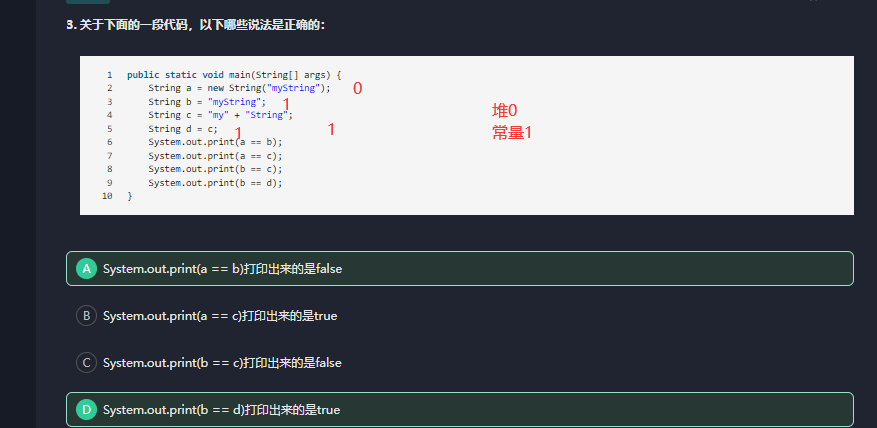 3. 关于下面的一段代码，以下哪些说法是正确的：
1 public static void main(String[] args) {
2 String a = new String("myString"); 0
3 String b = "myString"; 1
堆0
4 String c = "my" + "String";
常量1
5 String d = c; 1 1
6 System.out.print(a == b);
7 System.out.print(a == c);
8 System.out.print(b == c);
9 System.out.print(b == d);
10 }
A System.out.print(a == b)打印出来的是false
B System.out.print(a == c)打印出来的是true
C System.out.print(b == c)打印出来的是false
D System.out.print(b == d)打印出来的是true